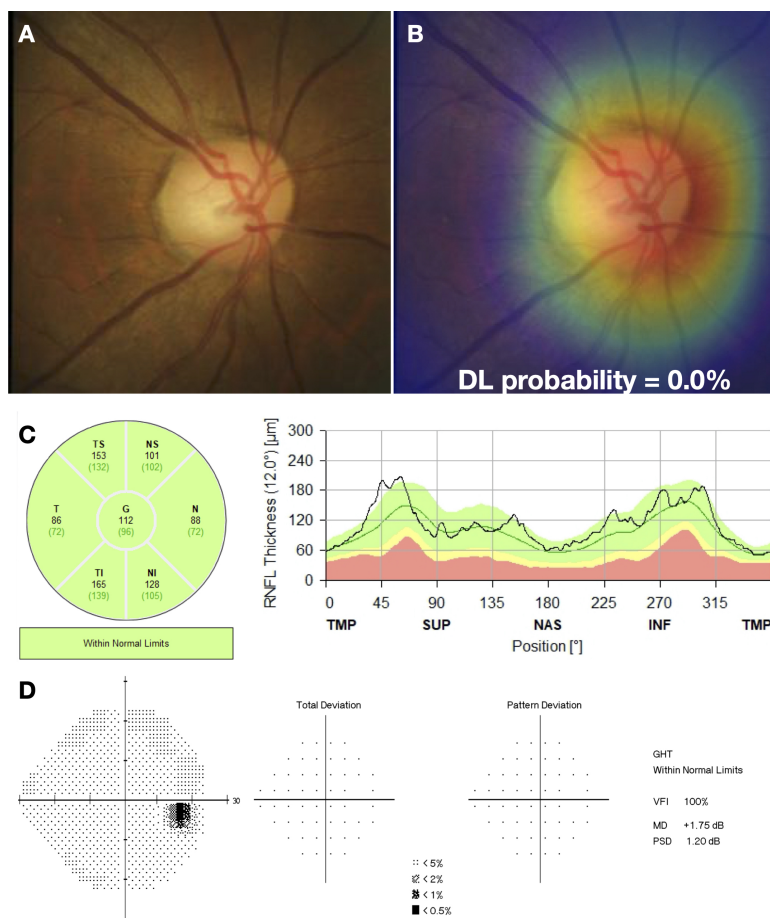 A
B
DL probability = 0.0%
C
TS
153
(132)
NS
101
(102)
T
86
(72)
G
112
(96)
N
88
(72)
TI
165
(139)
NI
128
(105)
Within Normal Limits
RNFL Thickness (12.0°) [µm]
300
240
180
120
60
0
0 45 90 135 180 225 270 315
TMP SUP NAS INF TMP
Position [°]
D
30
Total Deviation
Pattern Deviation
GHT
Within Normal Limits
VFI 100%
MD +1.75 dB
PSD 1.20 dB
< 5%
< 2%
< 1%
< 0.5%